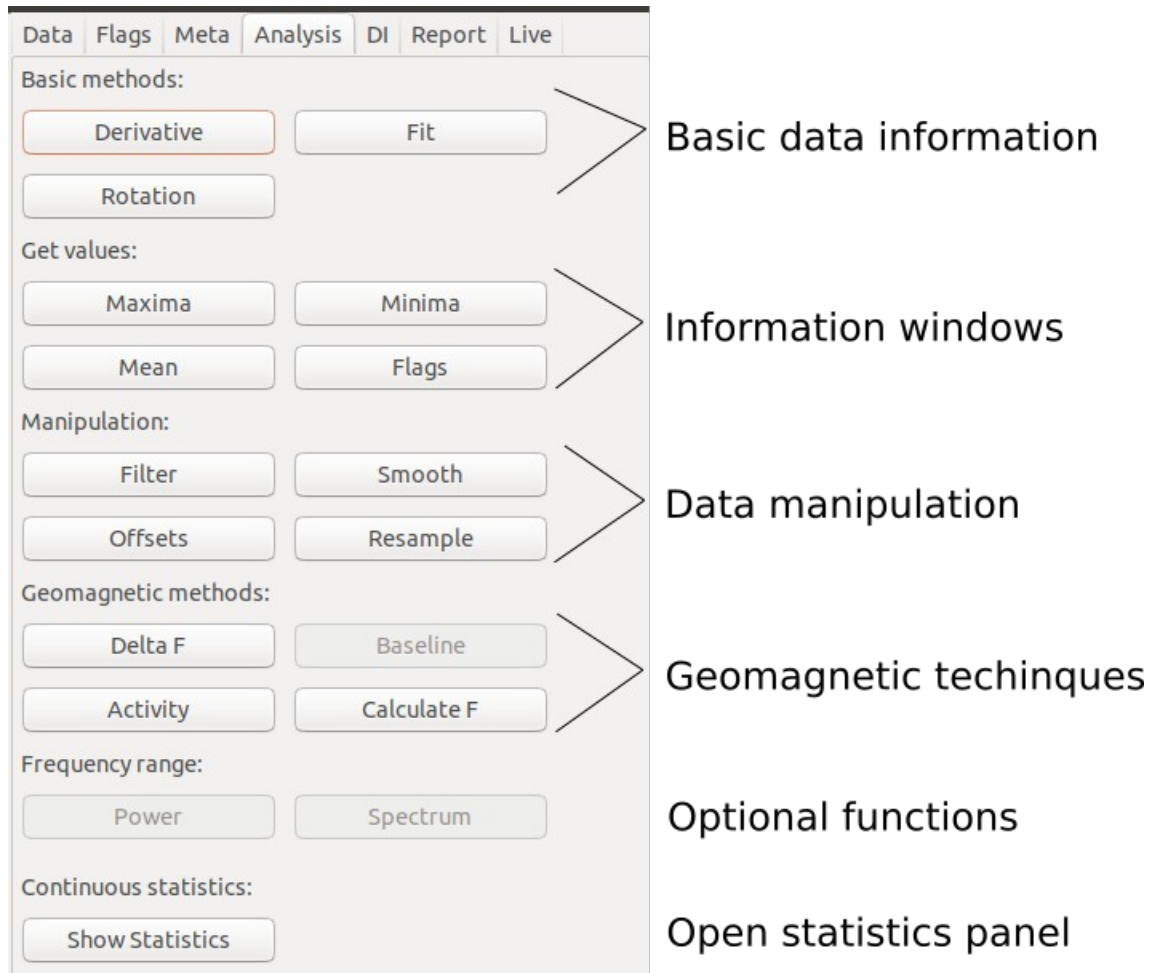 Data Flags Meta Analysis DI Report Live
Basic methods:
Derivative Fit
Basic data information
Rotation
Get values:
Maxima Minima
Information windows
Mean Flags
Manipulation:
Filter Smooth
Data manipulation
Offsets Resample
Geomagnetic methods:
Delta F Baseline
Geomagnetic techinques
Activity Calculate F
Frequency range:
Power Spectrum
Optional functions
Continuous statistics:
Show Statistics
Open statistics panel